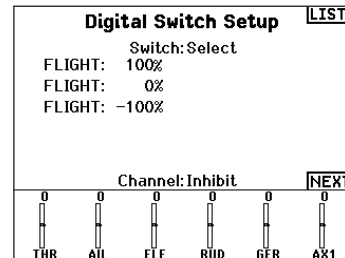 Digital Switch Setup LIST
Switch: Select
FLIGHT: 100%
FLIGHT: 0%
FLIGHT: -100%
Channel: Inhibit NEXT
0 0 0 0 0 0
THR AIL ELE RUD GER AX1